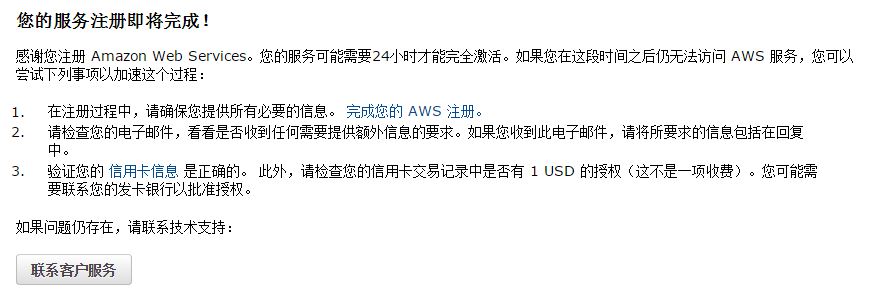 您的服务注册即将完成！
感谢您注册 Amazon Web Services。您的服务可能需要24小时才能完全激活。如果您在这段时间之后仍无法访问 AWS 服务，您可以
尝试下列事项以加速这个过程：
1. 在注册过程中，请确保您提供所有必要的信息。 完成您的 AWS 注册。
2. 请检查您的电子邮件，看看是否收到任何需要提供额外信息的要求。如果您收到此电子邮件，请将所要求的信息包括在回复
中。
3. 验证您的 信用卡信息 是正确的。 此外，请检查您的信用卡交易记录中是否有 1 USD 的授权（这不是一项收费）。您可能需
要联系您的发卡银行以批准授权。
如果问题仍存在，请联系技术支持：
联系客户服务